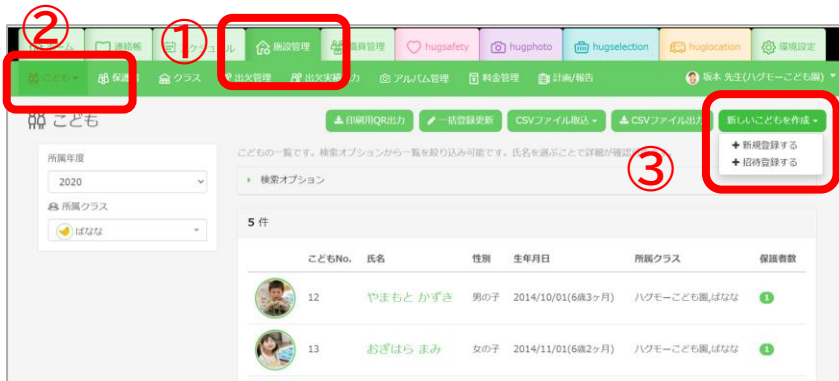 ② ① ③
連絡帳 施設管理 職員管理 hugsafety hugphoto hugselection huglocation 環境設定
こども クラス 出欠管理 アルバム管理 料金管理 計画/報告 坂本 先生(ハグモーこども園)
こども 印刷用QR出力 一括登録更新 CSVファイル取込 CSVファイル出力 新しいこどもを作成
+ 新規登録する
+ 招待登録する
こどもの一覧です。検索オプションから一覧を絞り込み可能です。氏名を選ぶことで詳細が確認
所属年度
2020
検索オプション
所属クラス
ばなな
5 件
こどもNo. 氏名 性別 生年月日 所属クラス 保護者数
12 やまもと かずき 男の子 2014/10/01(6歳3ヶ月) ハグモーこども園,ばなな 1
13 おぎはら まみ 女の子 2014/11/01(6歳2ヶ月) ハグモーこども園,ばなな 1